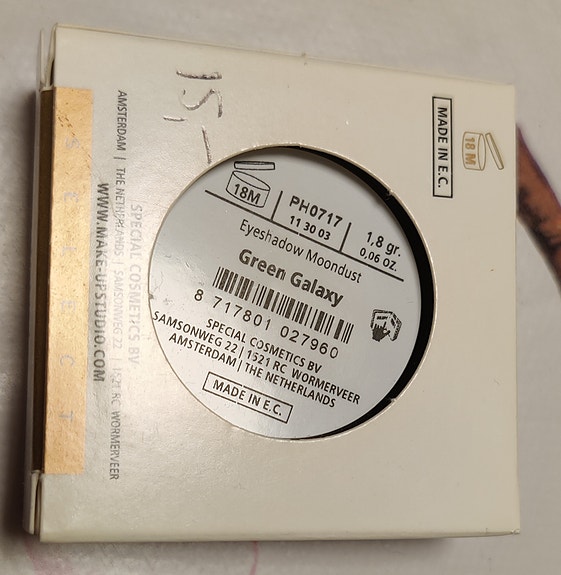 15,-
MADE IN E.C.
18 M
18M
PH0717
11 30 03
1,8 gr.
0,06 OZ.
Eyeshadow Moondust
Green Galaxy
8 717801 027960
SPECIAL COSMETICS BV
SAMSONWEG 22 | 1521 RC WORMERVEER
AMSTERDAM | THE NETHERLANDS
MADE IN E.C.
SPECIAL COSMETICS BV
AMSTERDAM | THE NETHERLANDS | SAMSONWEG 22 | 1521 RC WORMERVEER
WWW.MAKE-UPSTUDIO.COM